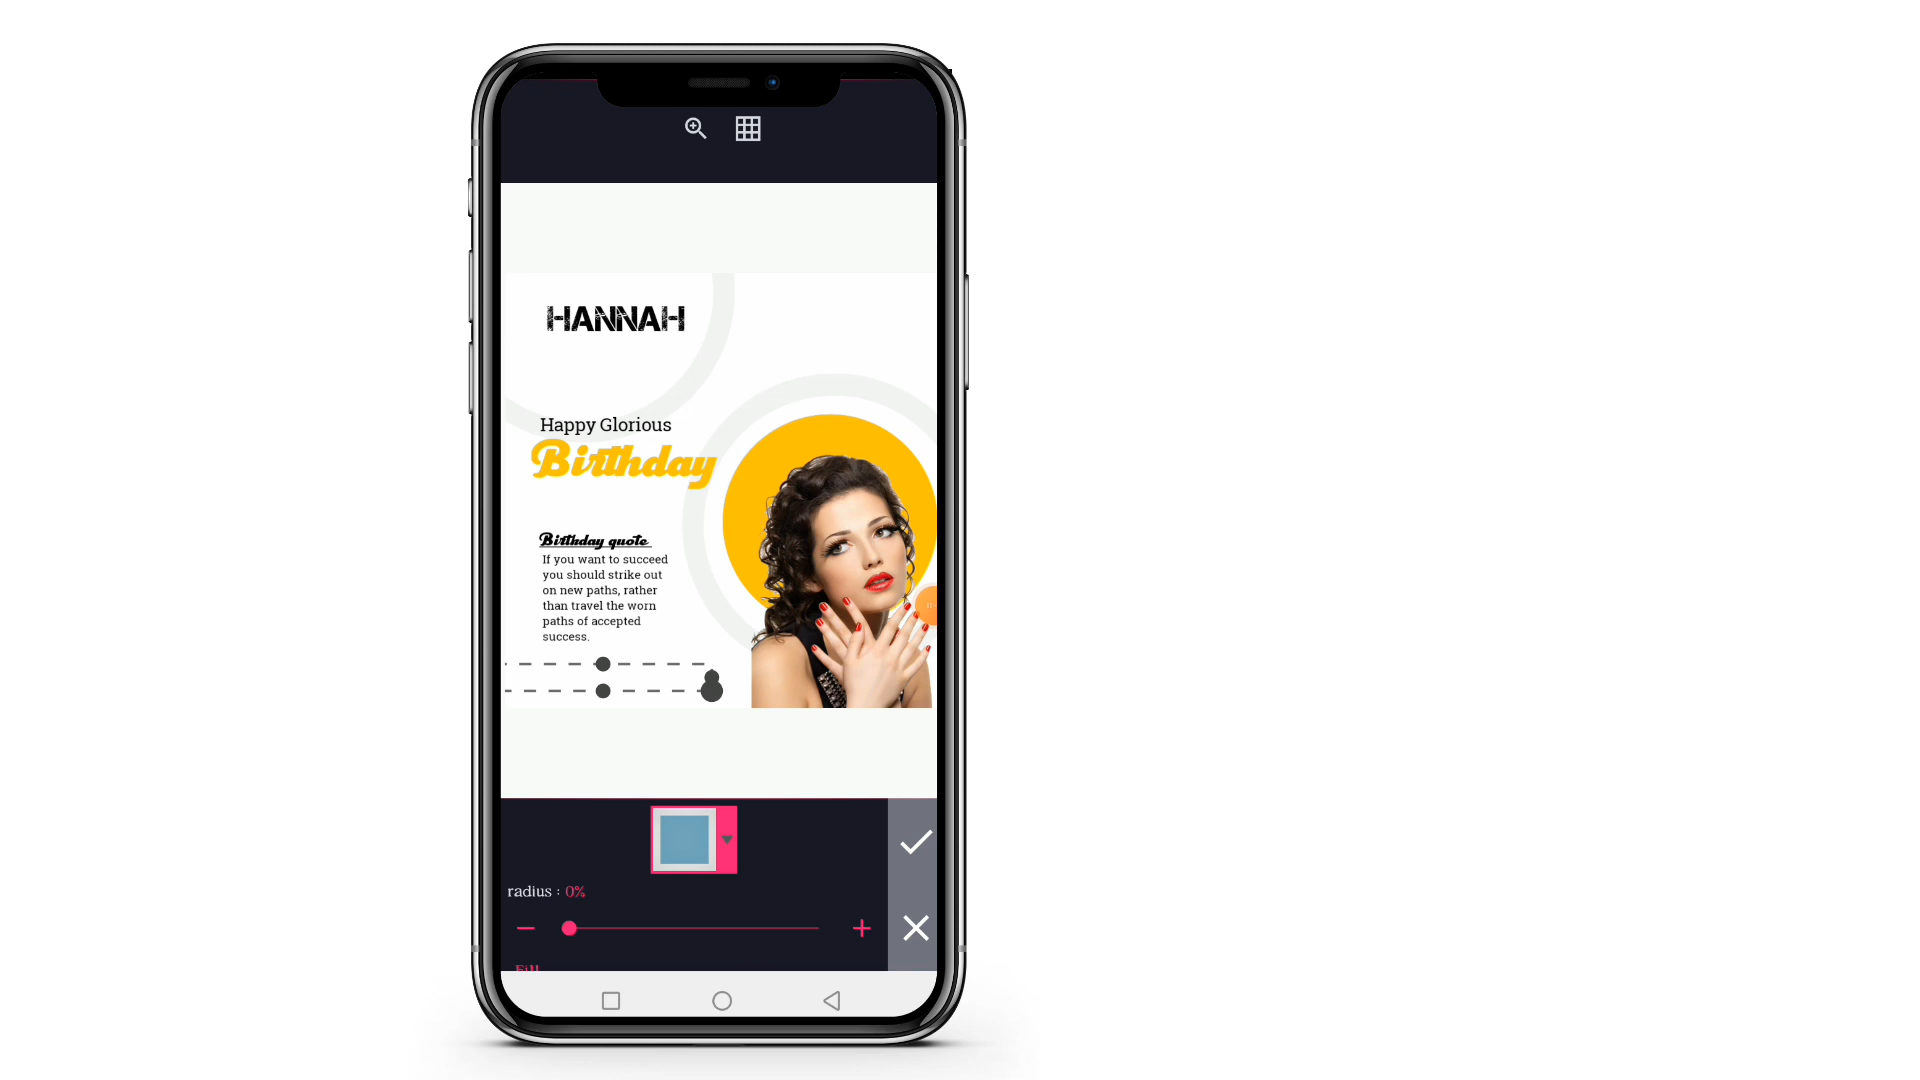 HANNAH
Happy Glorious
Birthday
Birthday quote
If you want to succeed
you should strike out
on new paths, rather
than travel the worn
paths of accepted
success.
radius : 0%
Fill